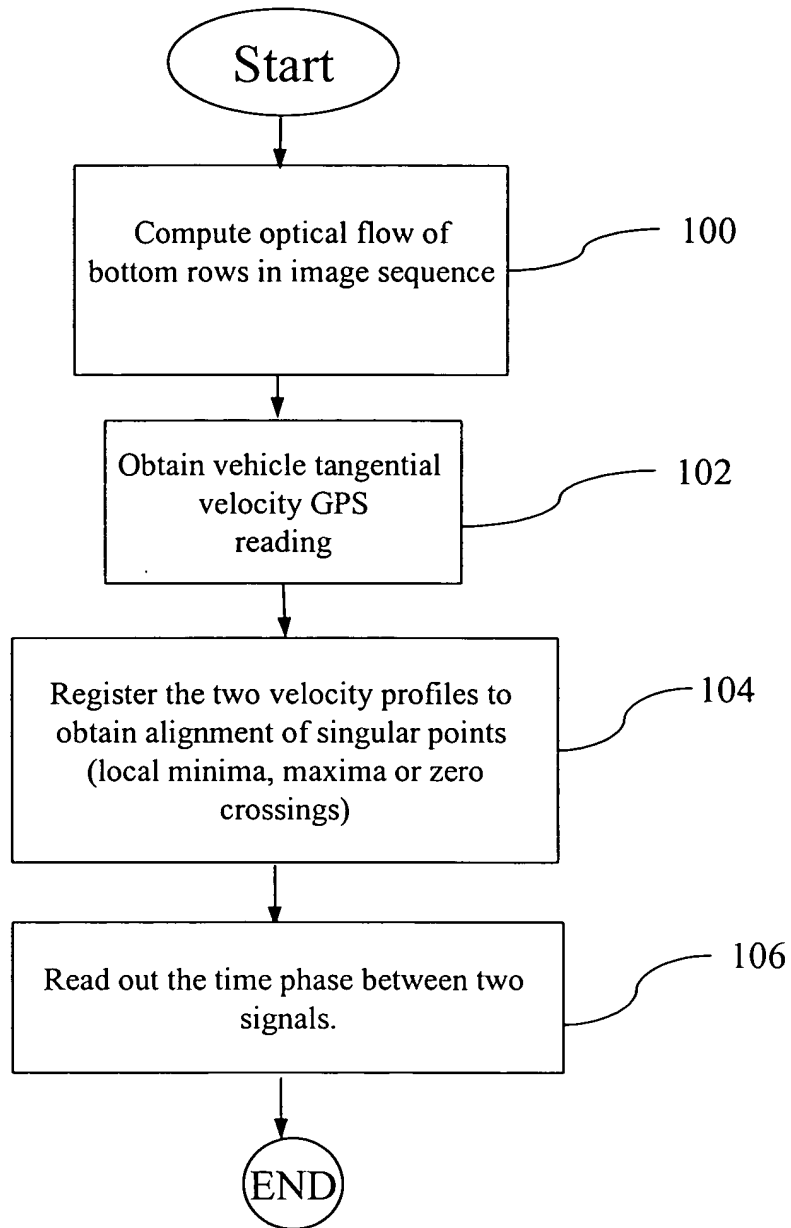 Start
Compute optical flow of
bottom rows in image sequence
100
Obtain vehicle tangential
velocity GPS
reading
102
Register the two velocity profiles to
obtain alignment of singular points
(local minima, maxima or zero
crossings)
104
Read out the time phase between two
signals.
106
END